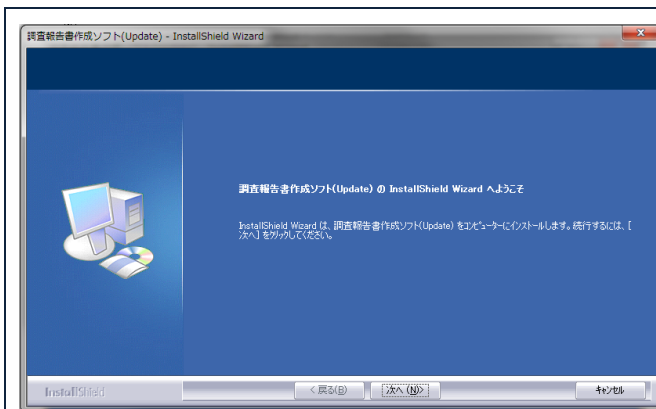 調査報告書作成ソフト(Update) - InstallShield Wizard
調査報告書作成ソフト(Update) の InstallShield Wizard へようこそ
InstallShield Wizard は、調査報告書作成ソフト(Update) をコンピューターにインストールします。続行するには、[
次へ] をクリックしてください。
InstallShield
< 戻る(B)
次へ (N)>
キャンセル